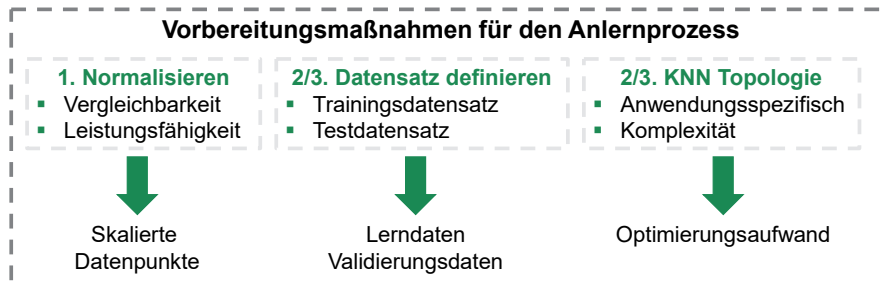 Vorbereitungsmaßnahmen für den Anlernprozess
1. Normalisieren
▪ Vergleichbarkeit
▪ Leistungsfähigkeit
2/3. Datensatz definieren
▪ Trainingsdatensatz
▪ Testdatensatz
2/3. KNN Topologie
▪ Anwendungsspezifisch
▪ Komplexität
Skalierte
Datenpunkte
Lerndaten
Validierungsdaten
Optimierungsaufwand